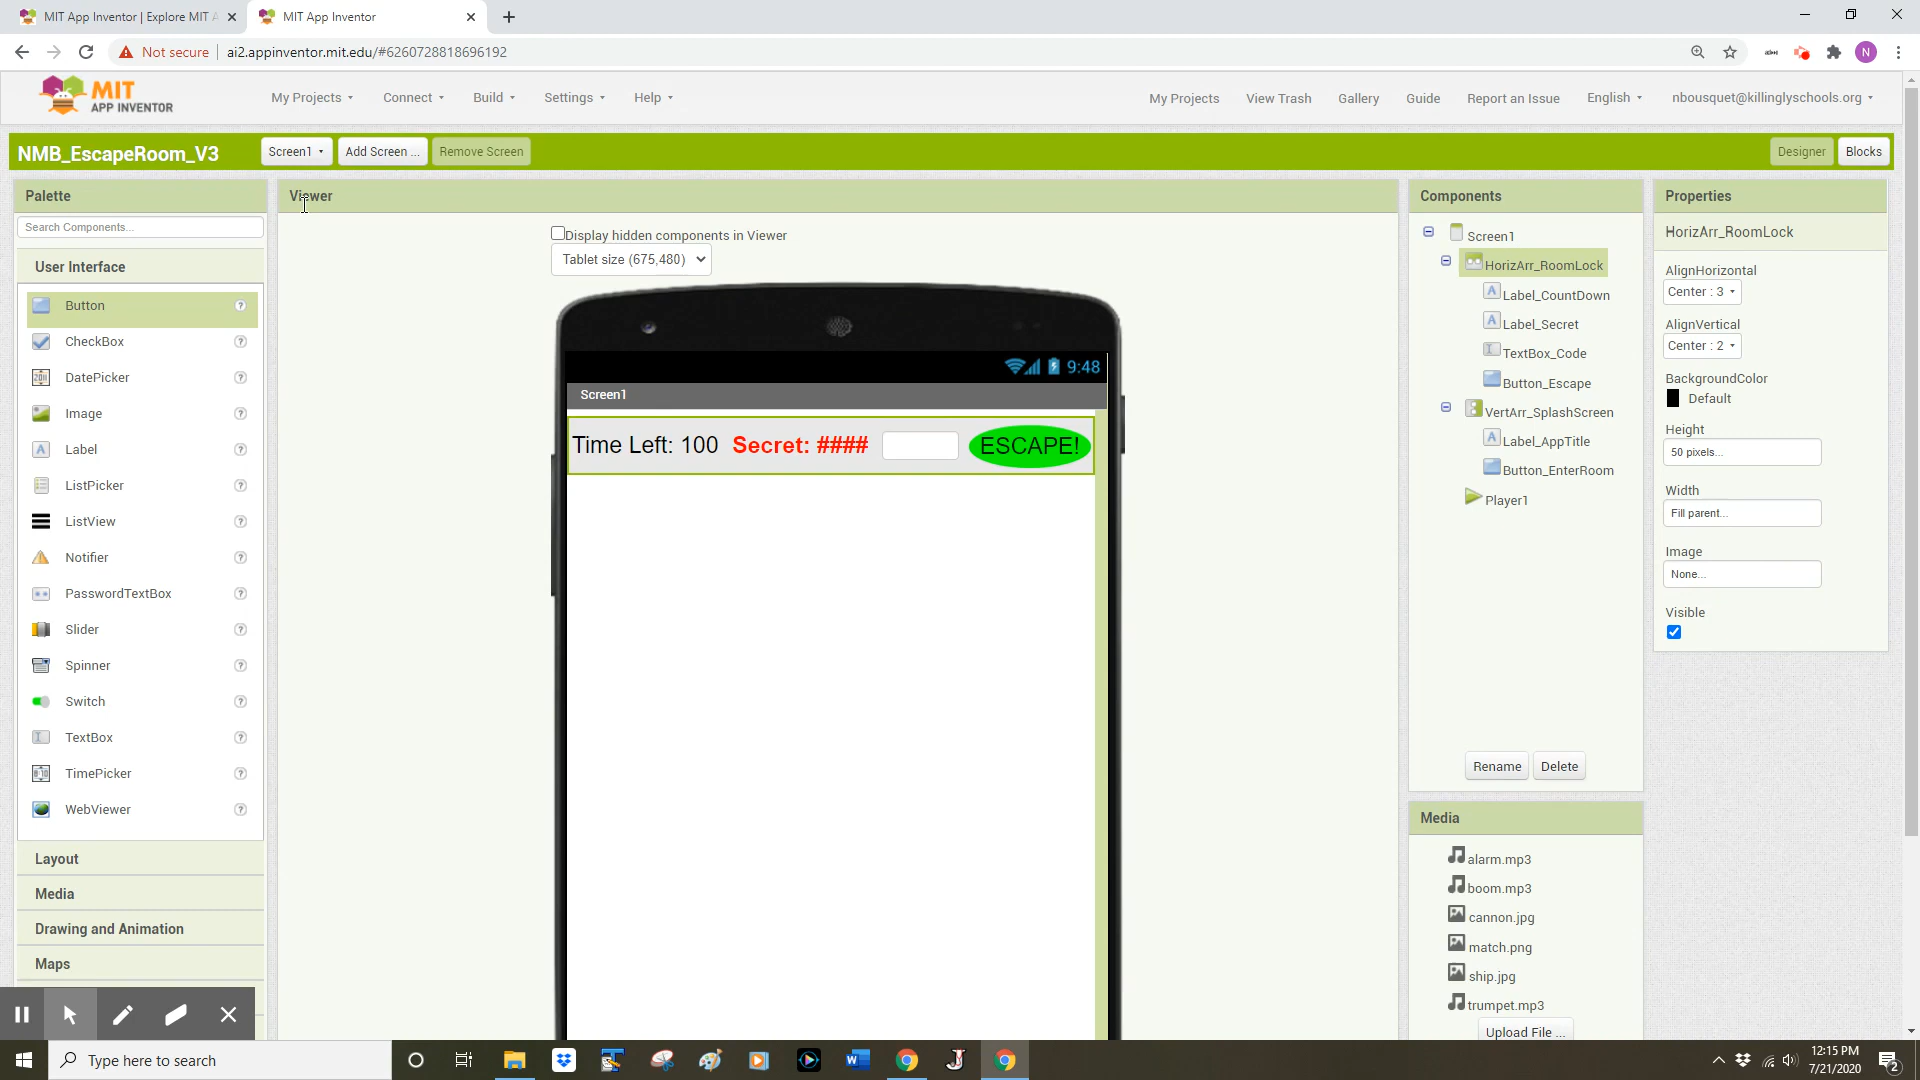 MIT App Inventor | Explore MIT A
MIT App Inventor
Not secure
ai2.appinventor.mit.edu/#6260728818696192
N
MIT
APP INVENTOR
My Projects
Connect
Build
Settings
Help
My Projects
View Trash
Gallery
Guide
Report an Issue
English
nbousquet@killinglyschools.org
NMB_EscapeRoom_V3
Screen1
Add Screen ...
Remove Screen
Designer
Blocks
Palette
Search Components...
User Interface
Button
CheckBox
DatePicker
Image
Label
ListPicker
ListView
Notifier
PasswordTextBox
Slider
Spinner
Switch
TextBox
TimePicker
WebViewer
Layout
Media
Drawing and Animation
Maps
Viewer
Display hidden components in Viewer
Tablet size (675,480)
9:48
Screen1
Time Left: 100 Secret: #### ESCAPE!
Components
Screen1
HorizArr_RoomLock
Label_CountDown
Label_Secret
TextBox_Code
Button_Escape
VertArr_SplashScreen
Label_AppTitle
Button_EnterRoom
Player1
Rename
Delete
Media
alarm.mp3
boom.mp3
cannon.jpg
match.png
ship.jpg
trumpet.mp3
Upload File ...
Properties
HorizArr_RoomLock
AlignHorizontal
Center : 3
AlignVertical
Center : 2
BackgroundColor
Default
Height
50 pixels...
Width
Fill parent...
Image
None...
Visible
Type here to search
12:15 PM
7/21/2020
2